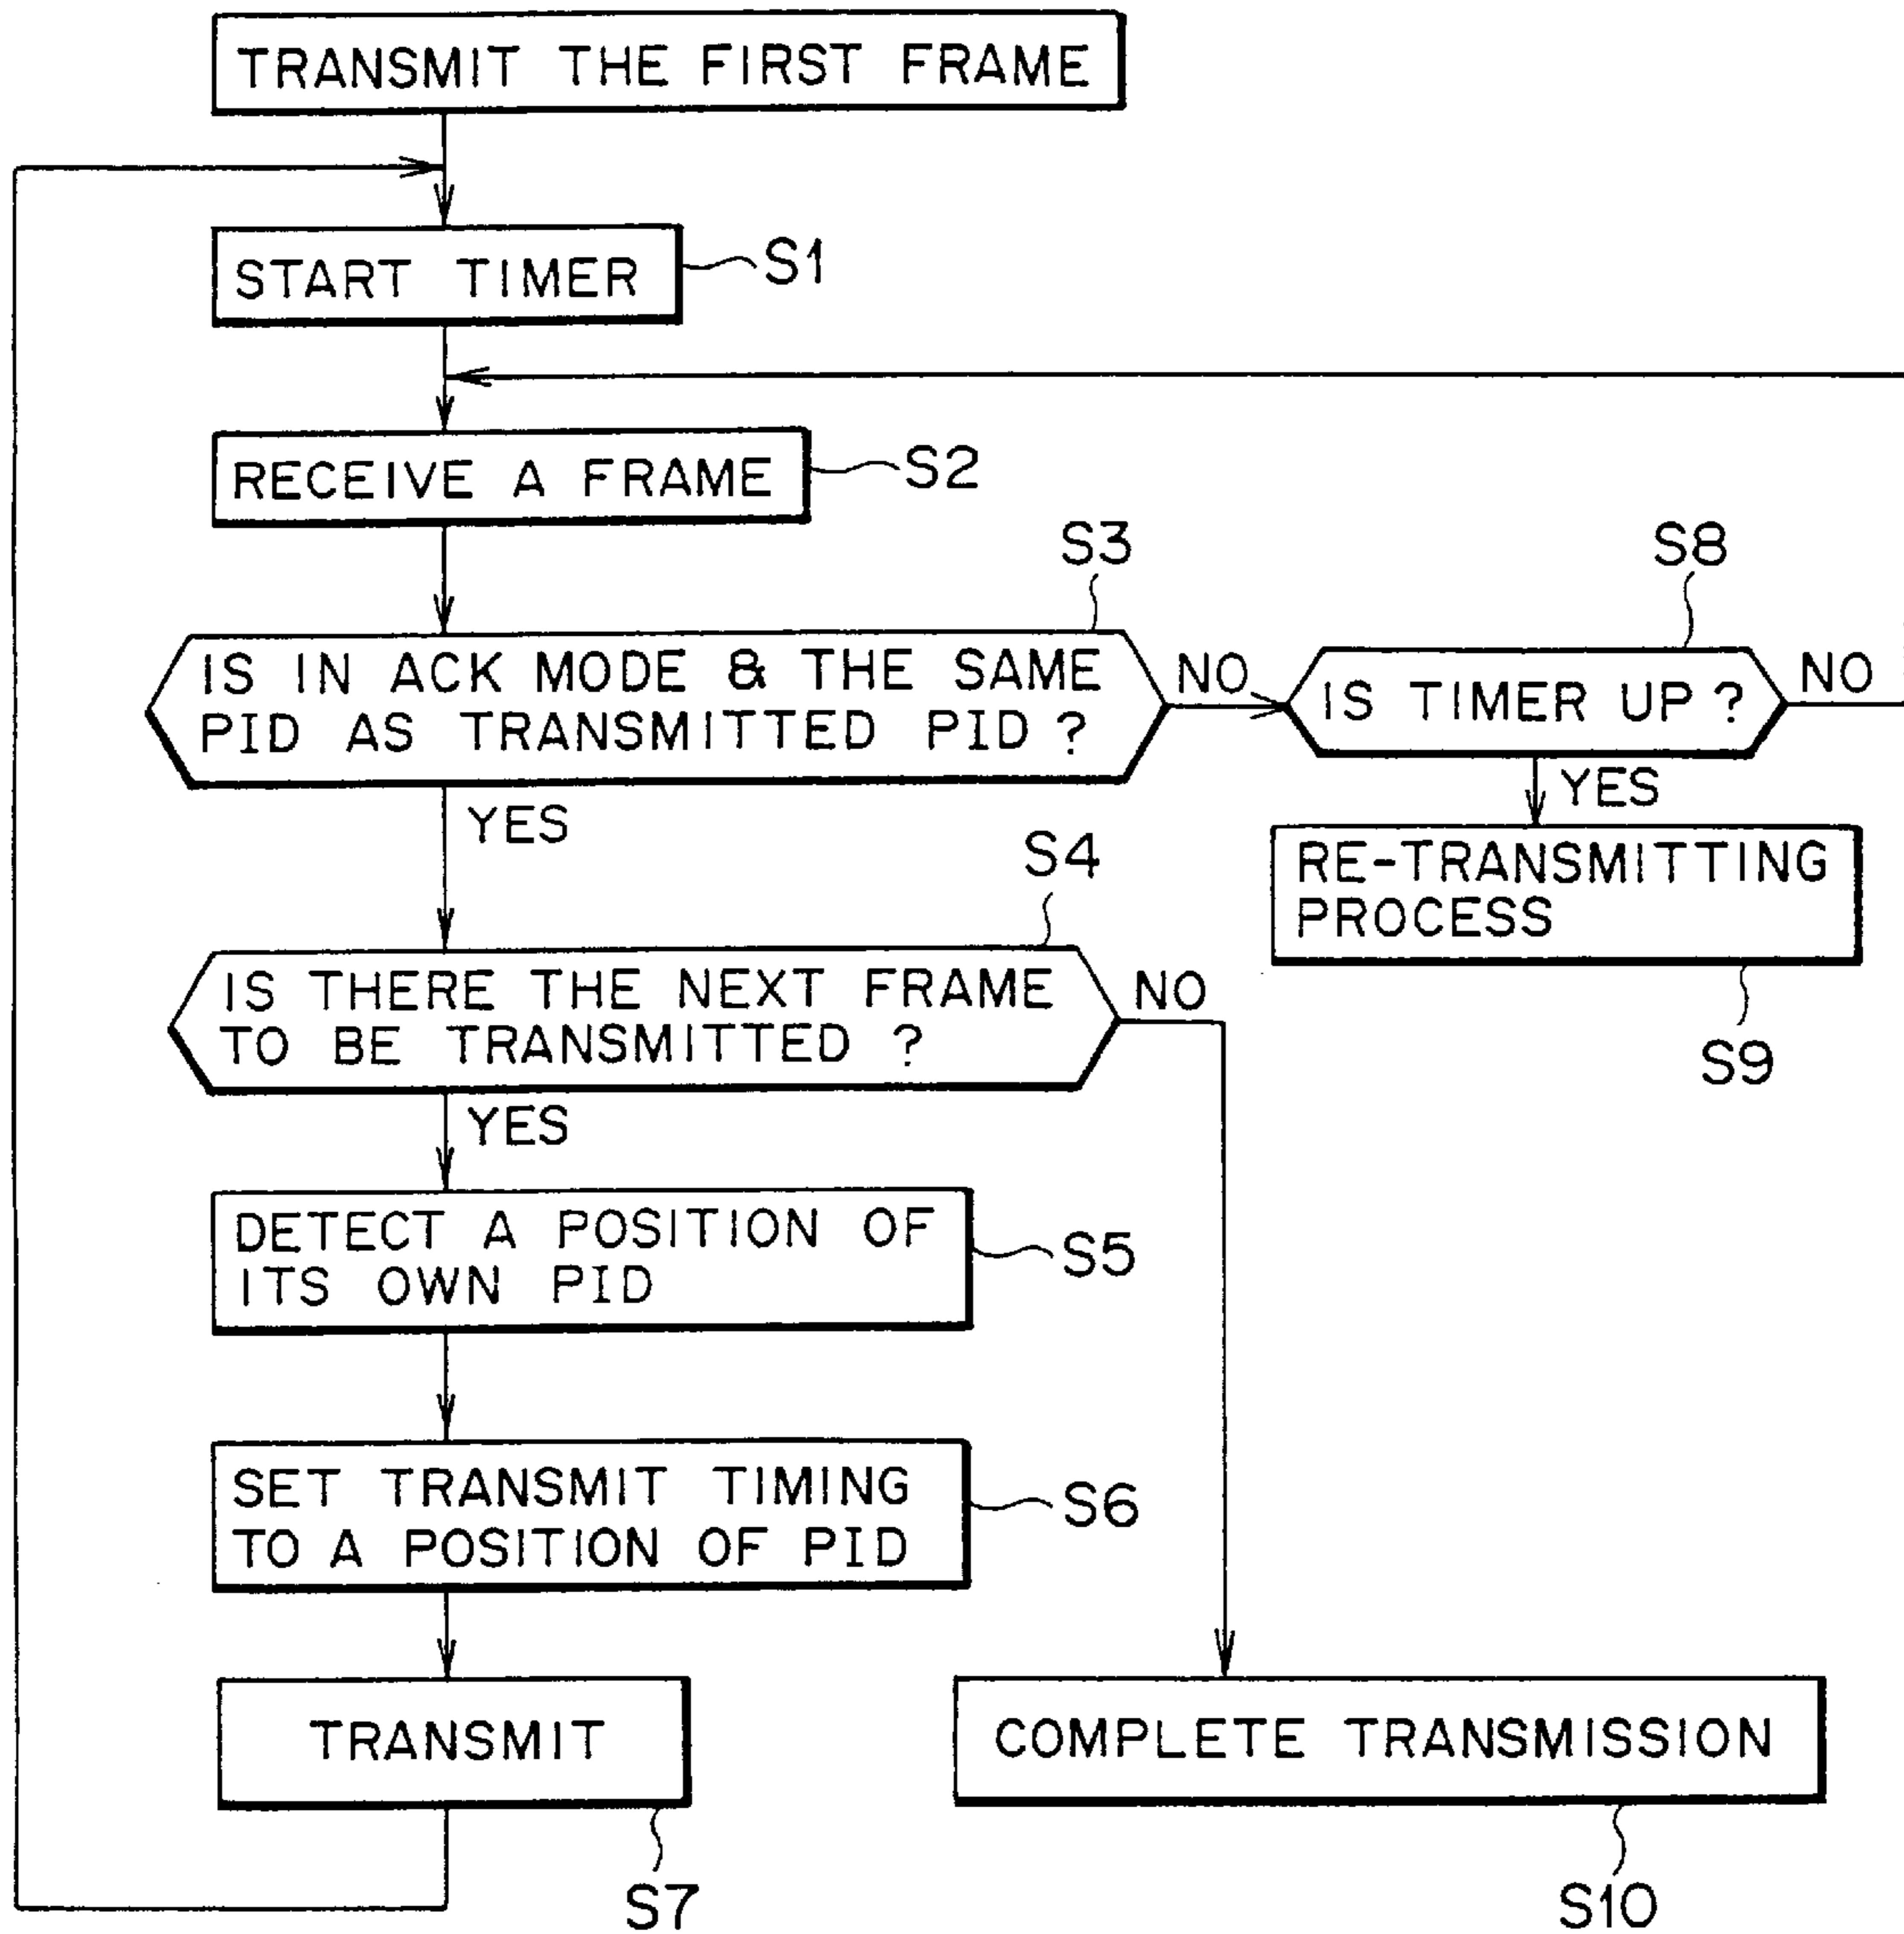 TRANSMIT THE FIRST FRAME
START TIMER
S1
RECEIVE A FRAME
S2
S3
IS IN ACK MODE & THE SAME
PID AS TRANSMITTED PID ?
NO
S8
IS TIMER UP ?
NO
YES
YES
RE-TRANSMITTING
PROCESS
S9
S4
IS THERE THE NEXT FRAME
TO BE TRANSMITTED ?
NO
YES
DETECT A POSITION OF
ITS OWN PID
S5
SET TRANSMIT TIMING
TO A POSITION OF PID
S6
TRANSMIT
S7
COMPLETE TRANSMISSION
S10